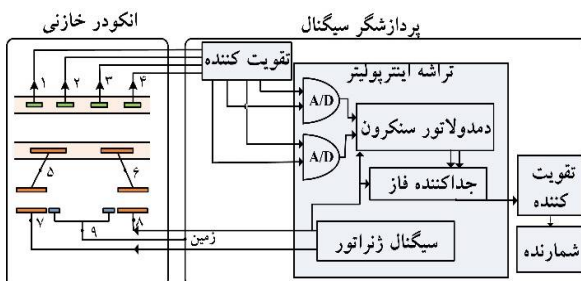 پردازشگر سیگنال
انکودر خازنی
تقویت کننده
۱ ۲ ۳ ۴
تراشه اینترپولیتر
A/D
دمدولاتور سنکرون
A/D
تقویت کننده
جداکننده فاز
۵ ۶
۷ ۹ ۸
زمین
سیگنال ژنراتور
شمارنده